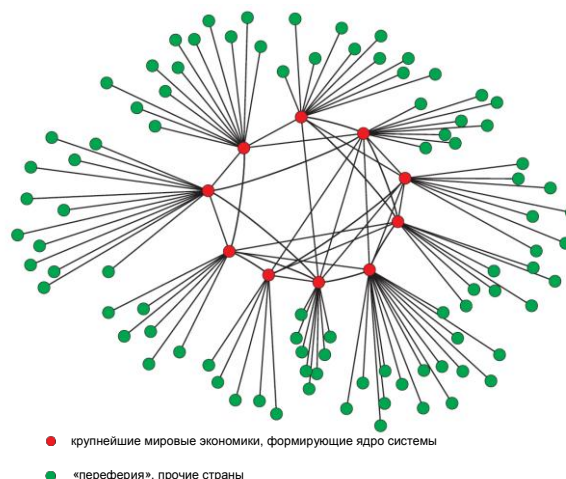 крупнейшие мировые экономики, формирующие ядро системы
«переферия», прочие страны